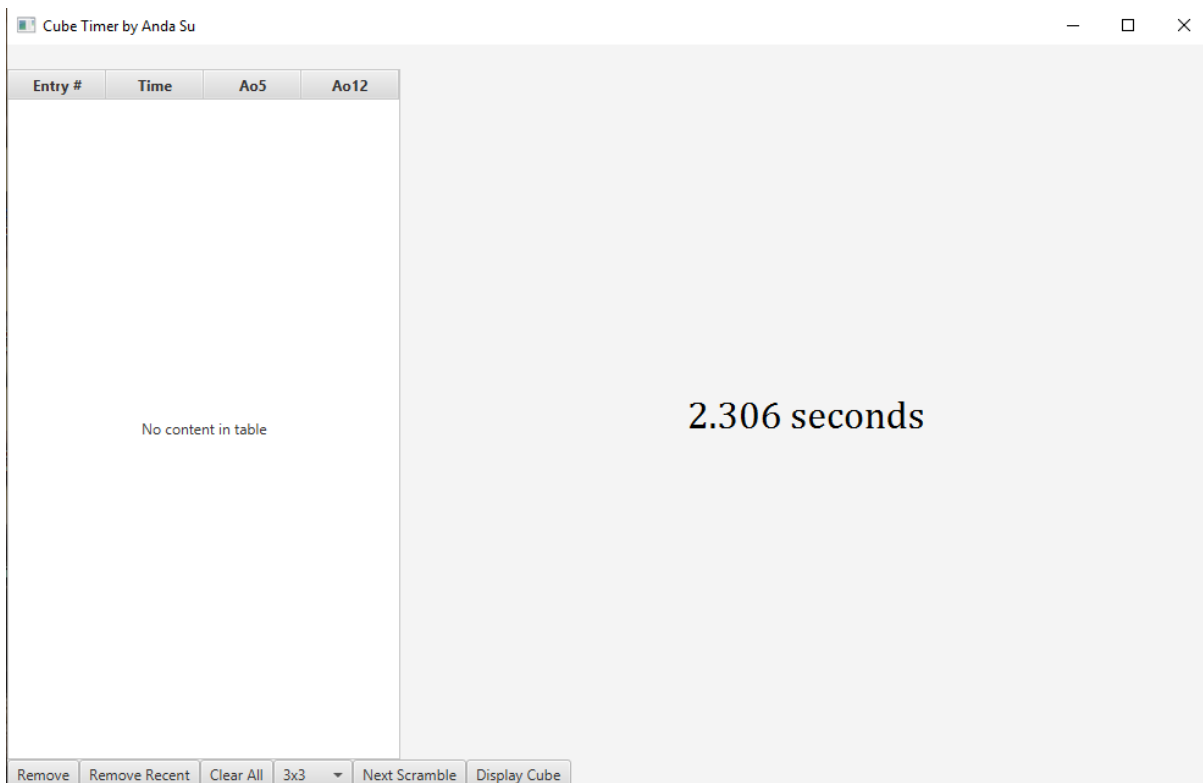 Cube Timer by Anda Su
Entry # Time Ao5 Ao12
No content in table
2.306 seconds
Remove Remove Recent Clear All 3x3 Next Scramble Display Cube